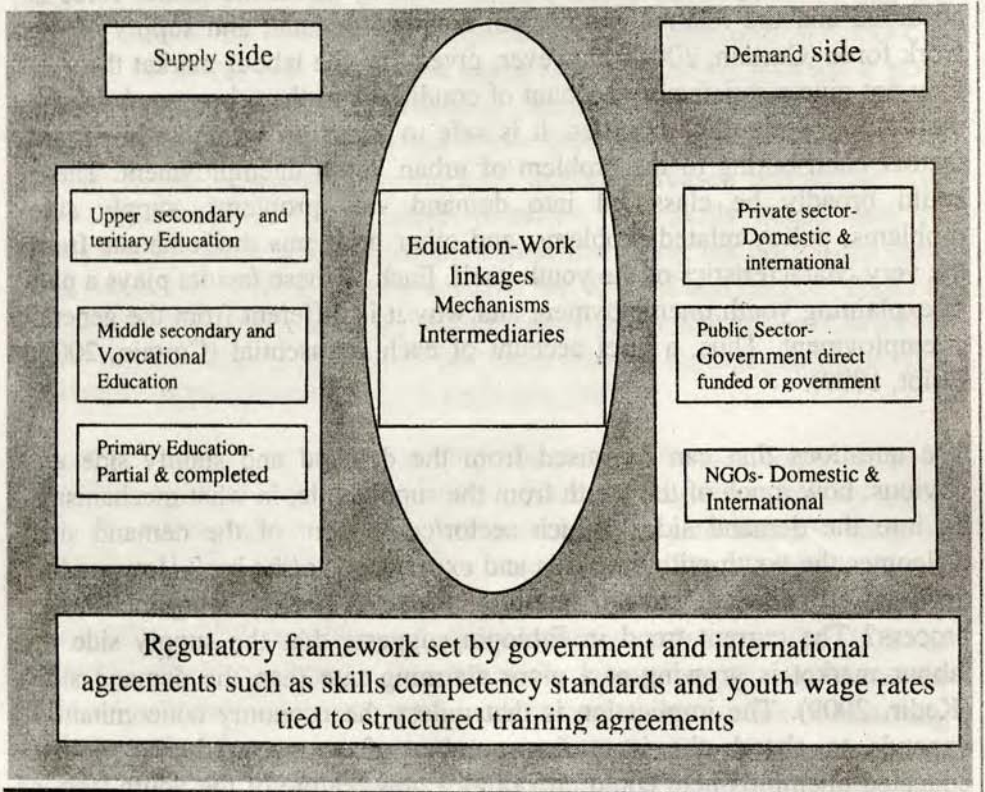 Supply side
Demand side
Upper secondary and
teritiary Education
Middle secondary and
Vovcational
Education
Primary Education-
Partial & completed
Education-Work
linkages
Mechanisms
Intermediaries
Private sector-
Domestic &
international
Public Sector-
Government direct
funded or government
NGOs- Domestic &
International
Regulatory framework set by government and international
agreements such as skills competency standards and youth wage rates
tied to structured training agreements